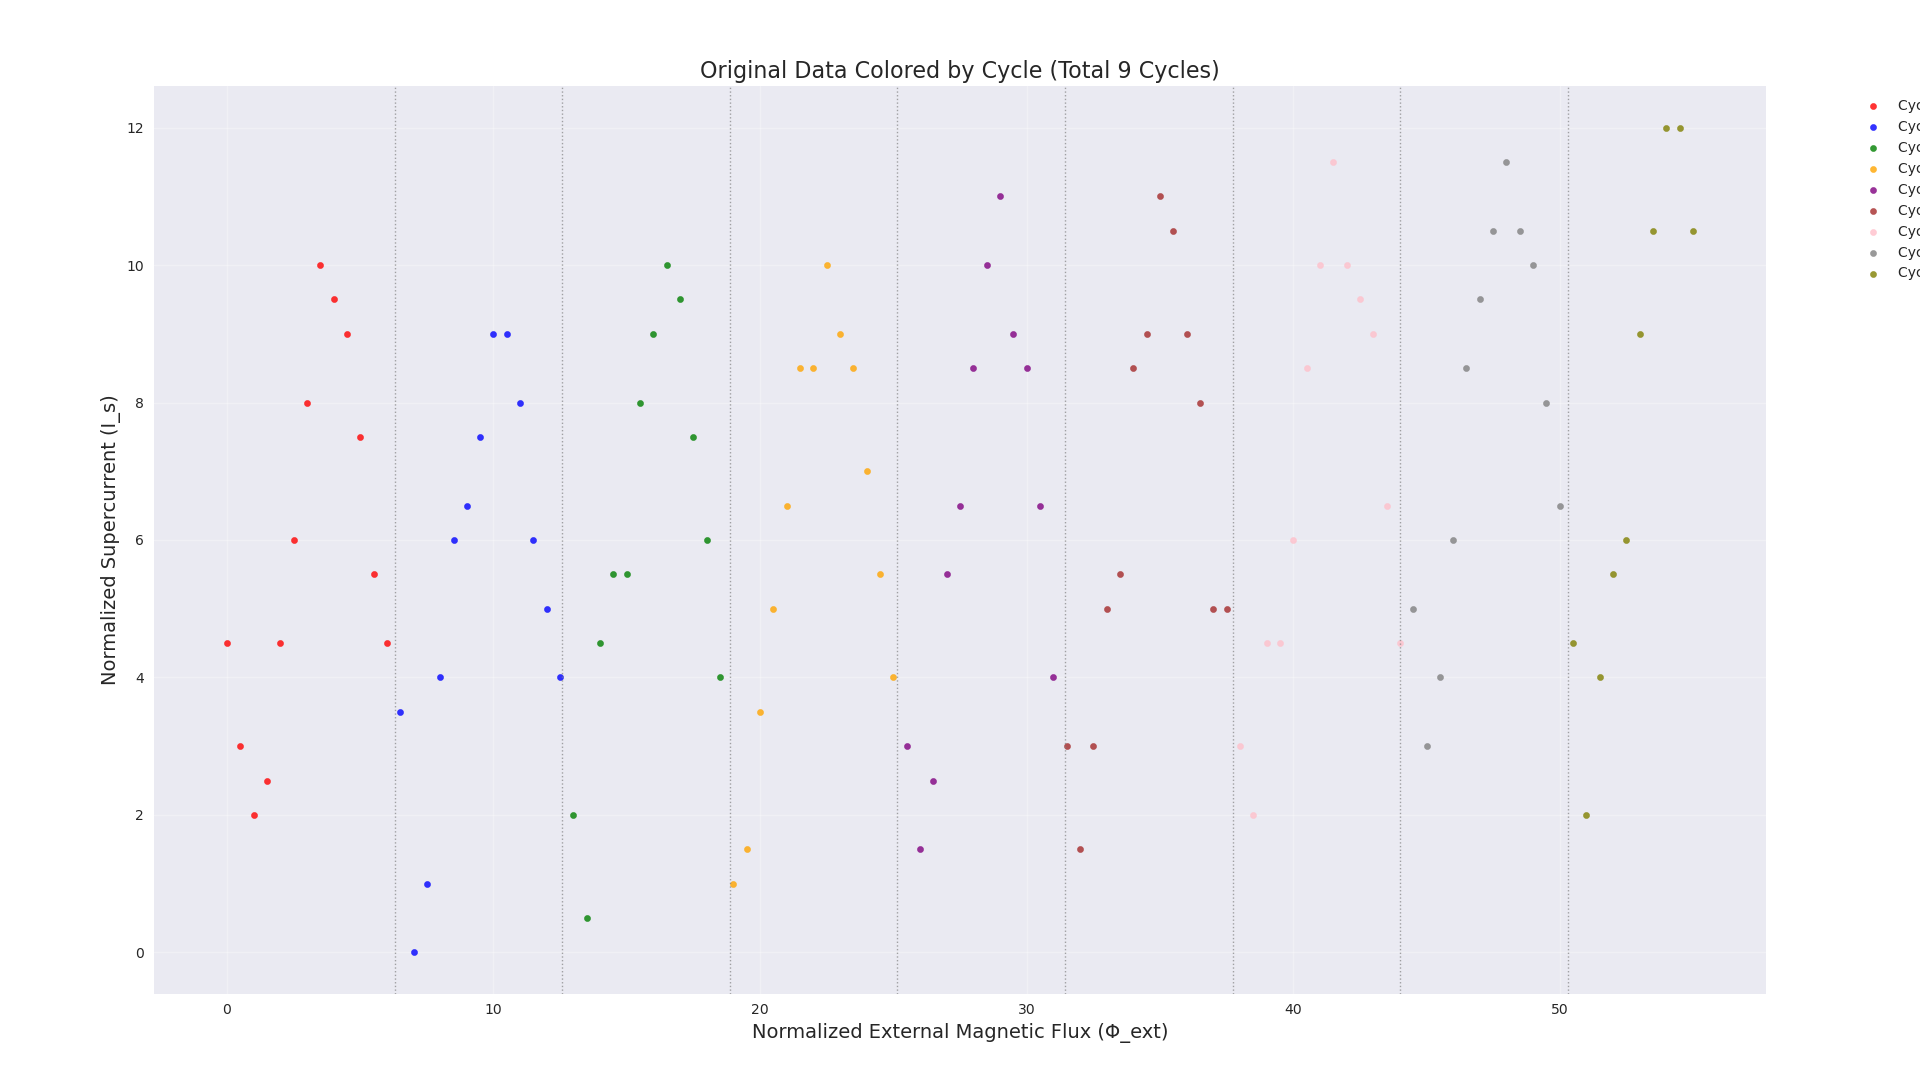 Original Data Colored by Cycle (Total 9 Cycles)
12
10
8
6
4
2
0
Normalized Supercurrent (I_s)
0 10 20 30 40 50
Normalized External Magnetic Flux (Φ_ext)
Cyc
Cyc
Cyc
Cyc
Cyc
Cyc
Cyc
Cyc
Cyc